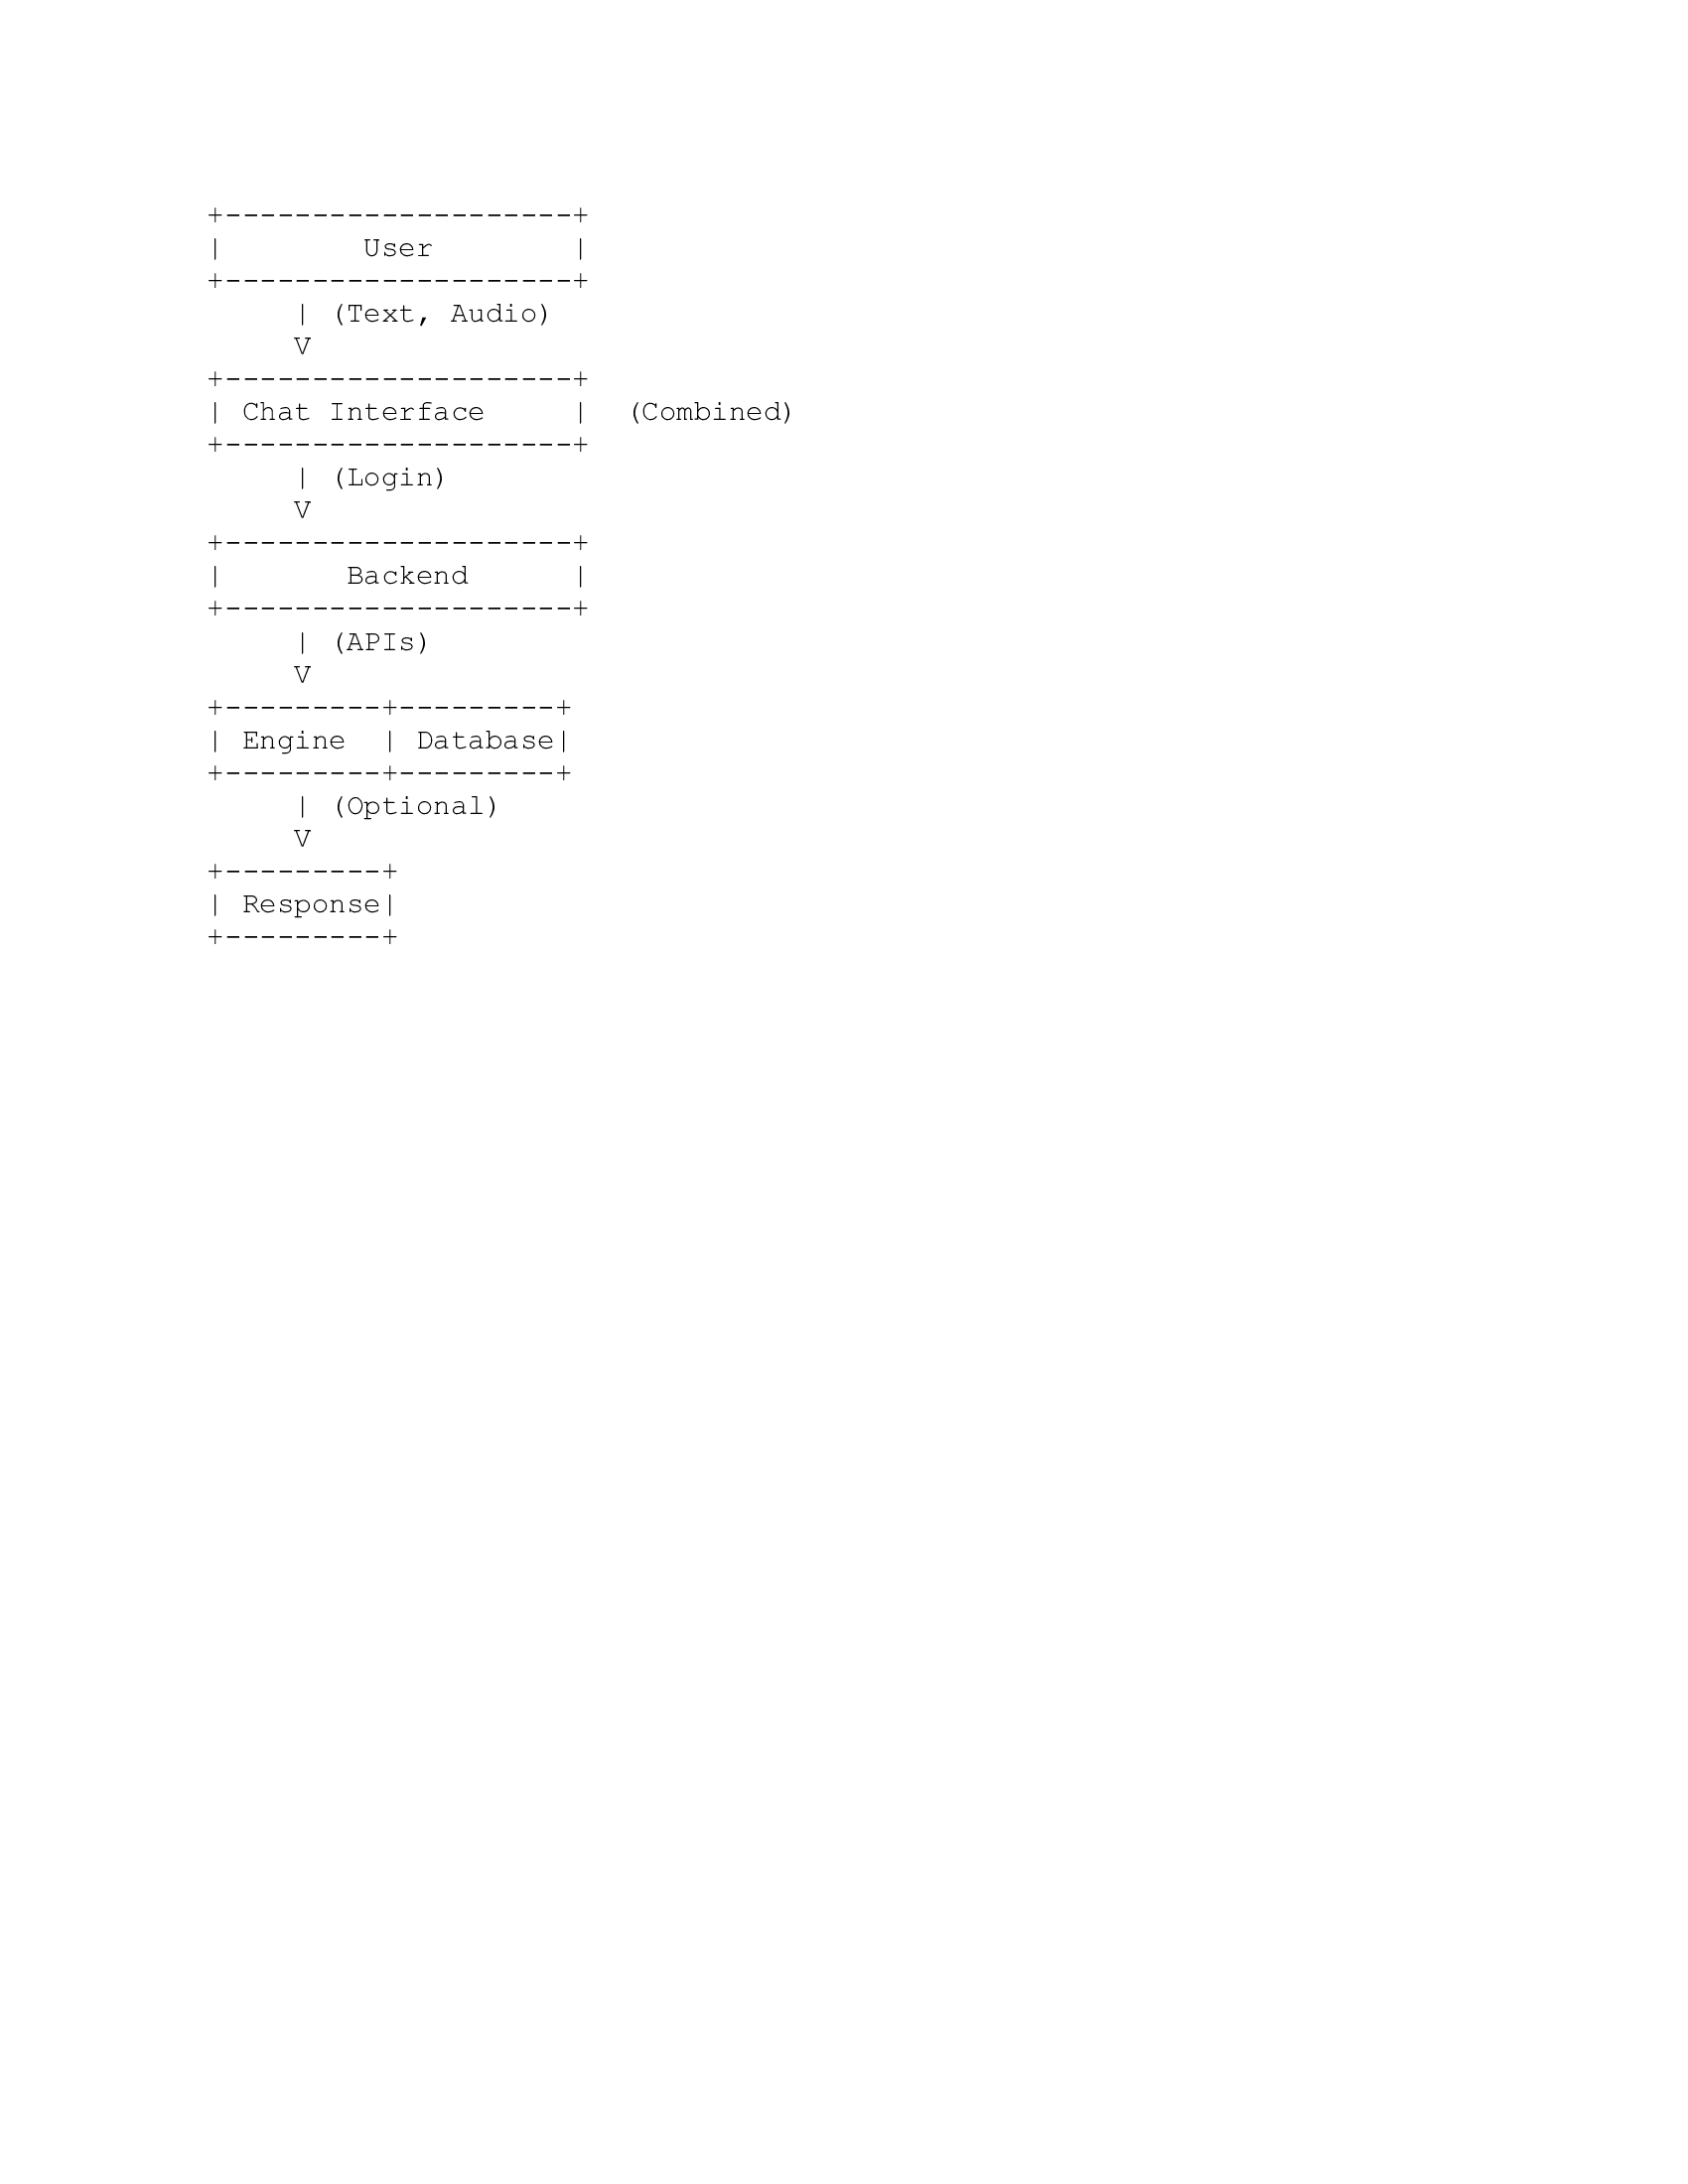 +--------------------+
|        User        |
+--------------------+
     | (Text, Audio)
     V
+--------------------+
| Chat Interface     |  (Combined)
+--------------------+
     | (Login)
     V
+--------------------+
|       Backend      |
+--------------------+
     | (APIs)
     V
+---------+---------+
| Engine  | Database|
+---------+---------+
     | (Optional)
     V
+---------+
| Response|
+---------+